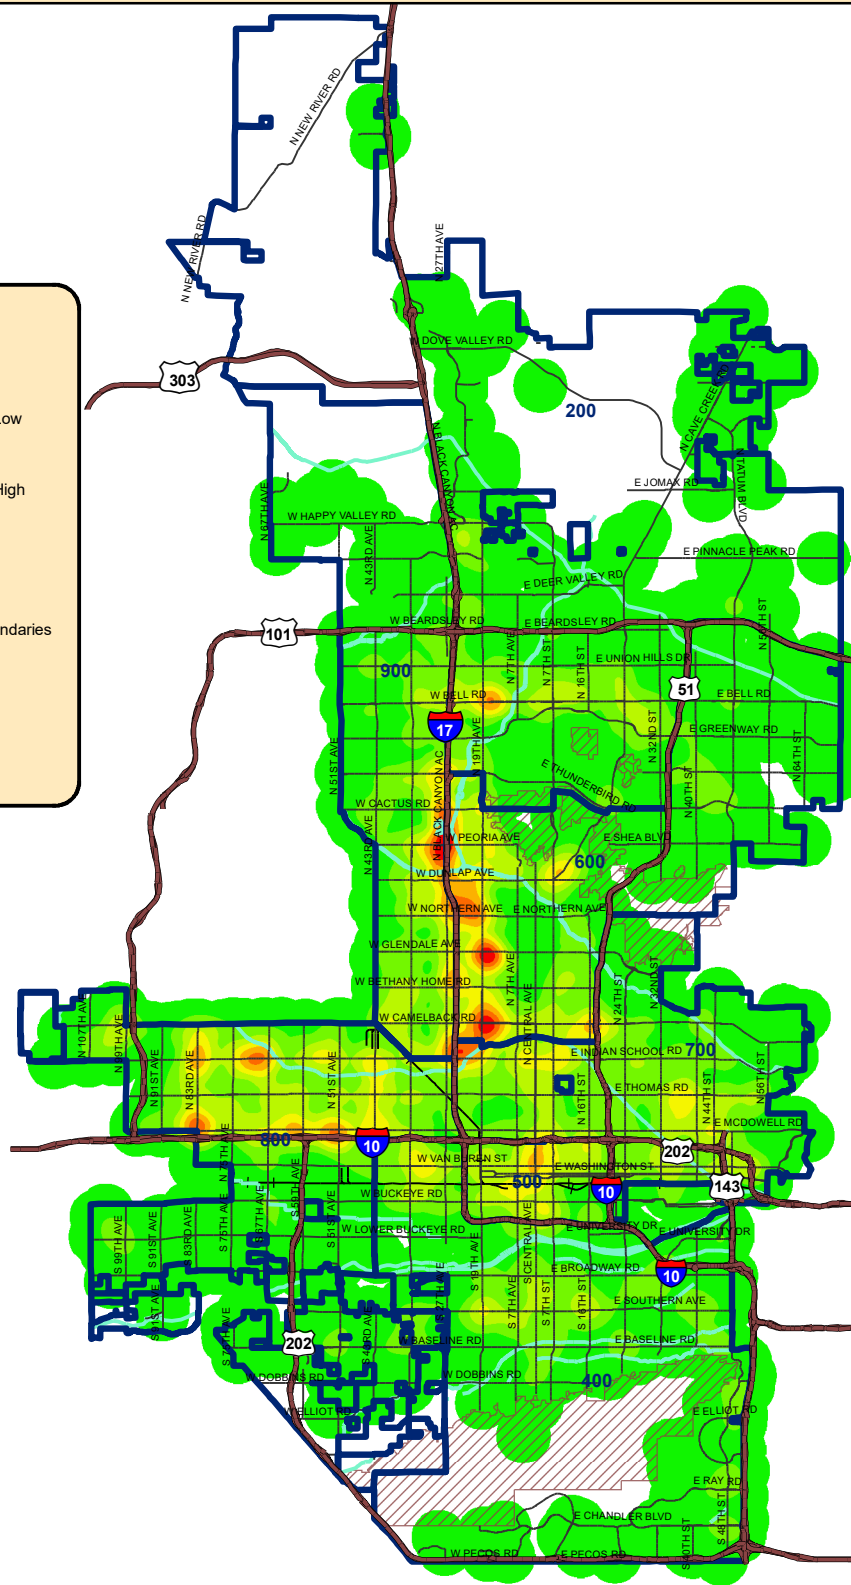 N NEW RIVER RD
N NEW RIVER RD
N 27TH AVE
W DOVE VALLEY RD
303
200
N CAVE CREEK RD
Low
High
N BLACK CANYON AC
E JOMAX RD
N TATUM BLVD
N 67TH AVE
W HAPPY VALLEY RD
N 43RD AVE
E PINNACLE PEAK RD
E DEER VALLEY RD
ndaries
W BEARDSLEY RD
E BEARDSLEY RD
101
N 7TH AVE
N 7TH ST
N 16TH ST
E UNION HILLS DR
N 56TH ST
900
51
W BELL RD
E BELL RD
17
N 19TH AVE
N 32ND ST
E GREENWAY RD
N 51ST AVE
E THUNDERBIRD RD
N 40TH ST
N 64TH ST
W CACTUS RD
N BLACK CANYON AC
N 43RD AVE
W PEORIA AVE
E SHEA BLVD
600
W DUNLAP AVE
W NORTHERN AVE
E NORTHERN AVE
W GLENDALE AVE
W BETHANY HOME RD
N 7TH AVE
N 24TH ST
N 32ND ST
N 107TH AVE
N 99TH AVE
W CAMELBACK RD
N CENTRAL AVE
E INDIAN SCHOOL RD
700
N 91ST AVE
N 83RD AVE
N 51ST AVE
N 16TH ST
E THOMAS RD
N 44TH ST
N 56TH ST
E MCDOWELL RD
800
10
N 75TH AVE
W VAN BUREN ST
E WASHINGTON ST
202
500
10
143
W BUCKEYE RD
S 59TH AVE
S 67TH AVE
S 51ST AVE
W LOWER BUCKEYE RD
E UNIVERSITY DR
E UNIVERSITY DR
S 99TH AVE
S 91ST AVE
S 83RD AVE
S 75TH AVE
S 19TH AVE
S CENTRAL AVE
E BROADWAY RD
10
S 91ST AVE
S 27TH AVE
S 7TH AVE
S 7TH ST
S 16TH ST
E SOUTHERN AVE
S 75TH AVE
202
S 43RD AVE
W BASELINE RD
E BASELINE RD
W DOBBINS RD
W DOBBINS RD
400
W ELLIOT RD
E ELLIOT RD
E RAY RD
E CHANDLER BLVD
S 48TH ST
W PECOS RD
E PECOS RD